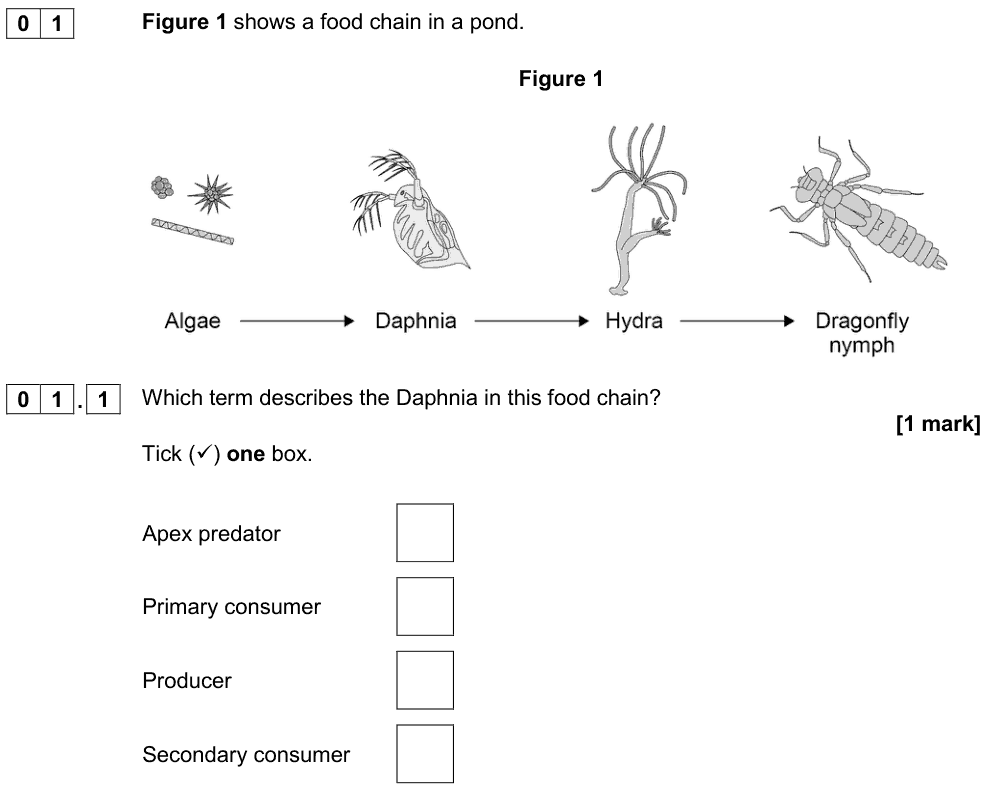 0 1 Figure 1 shows a food chain in a pond.
Figure 1
Algae Daphnia Hydra Dragonfly
nymph
0 1 . 1 Which term describes the Daphnia in this food chain?
[1 mark]
Tick (✓) one box.
Apex predator
Primary consumer
Producer
Secondary consumer